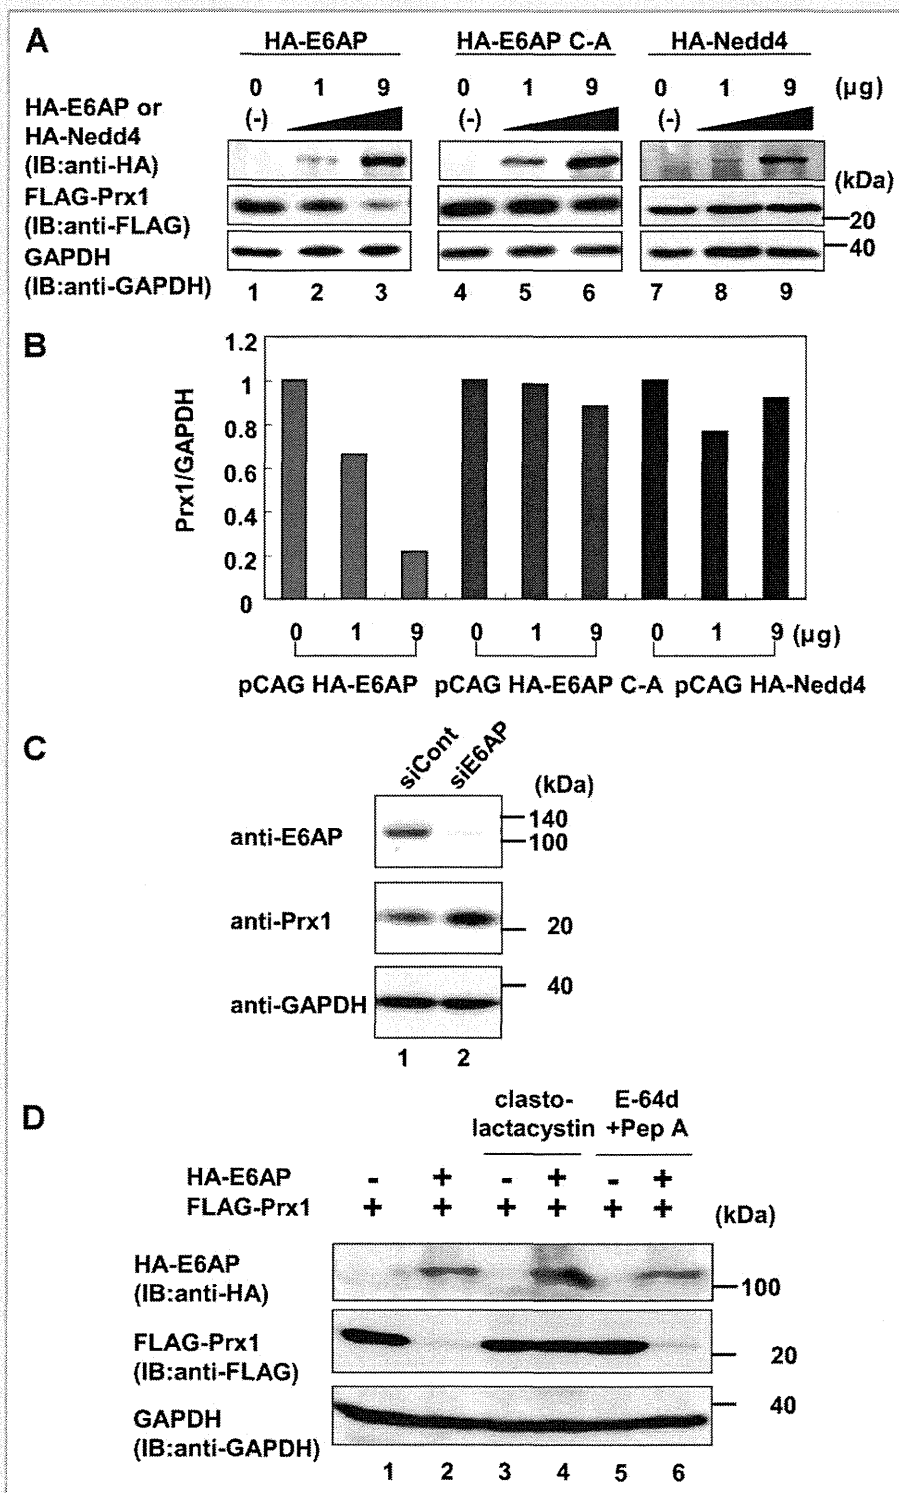 A
HA-E6AP HA-E6AP C-A HA-Nedd4
0 1 9 0 1 9 0 1 9 (µg)
HA-E6AP or (-) (-) (-)
HA-Nedd4
(IB:anti-HA) (kDa)
FLAG-Prx1
(IB:anti-FLAG) 20
GAPDH 40
(IB:anti-GAPDH)
1 2 3 4 5 6 7 8 9
B
1.2
1
0.8
0.6
0.4
0.2
0
Prx1/GAPDH
0 1 9 0 1 9 0 1 9 (µg)
pCAG HA-E6AP pCAG HA-E6AP C-A pCAG HA-Nedd4
C
siCont siE6AP
(kDa)
anti-E6AP 140
100
anti-Prx1 20
anti-GAPDH 40
1 2
D
clasto- E-64d
lactacystin +Pep A
HA-E6AP - + - + - +
FLAG-Prx1 + + + + + + (kDa)
HA-E6AP
(IB:anti-HA) 100
FLAG-Prx1
(IB:anti-FLAG) 20
GAPDH 40
(IB:anti-GAPDH)
1 2 3 4 5 6